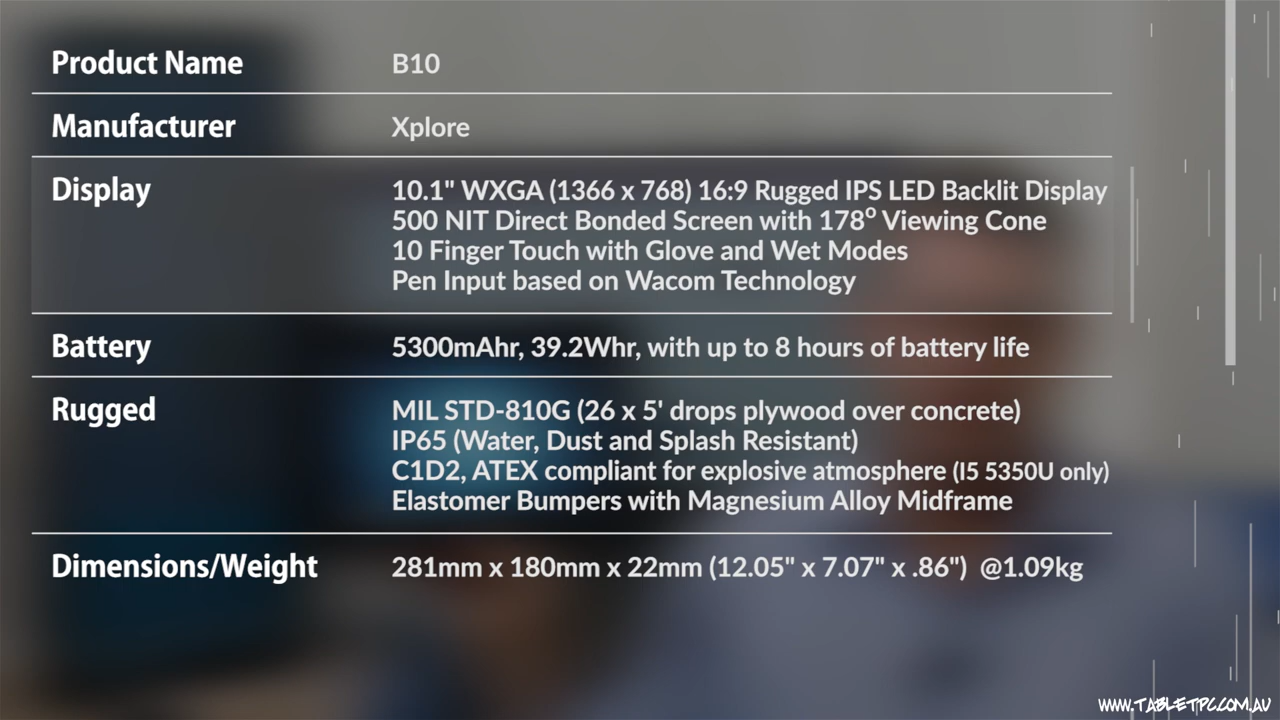 Product Name B10
Manufacturer Xplore
Display 10.1" WXGA (1366 x 768) 16:9 Rugged IPS LED Backlit Display
500 NIT Direct Bonded Screen with 178° Viewing Cone
10 Finger Touch with Glove and Wet Modes
Pen Input based on Wacom Technology
Battery 5300mAhr, 39.2Whr, with up to 8 hours of battery life
Rugged MIL STD-810G (26 x 5' drops plywood over concrete)
IP65 (Water, Dust and Splash Resistant)
C1D2, ATEX compliant for explosive atmosphere (I5 5350U only)
Elastomer Bumpers with Magnesium Alloy Midframe
Dimensions/Weight 281mm x 180mm x 22mm (12.05" x 7.07" x .86") @1.09kg
WWW.TABLETPC.COM.AU